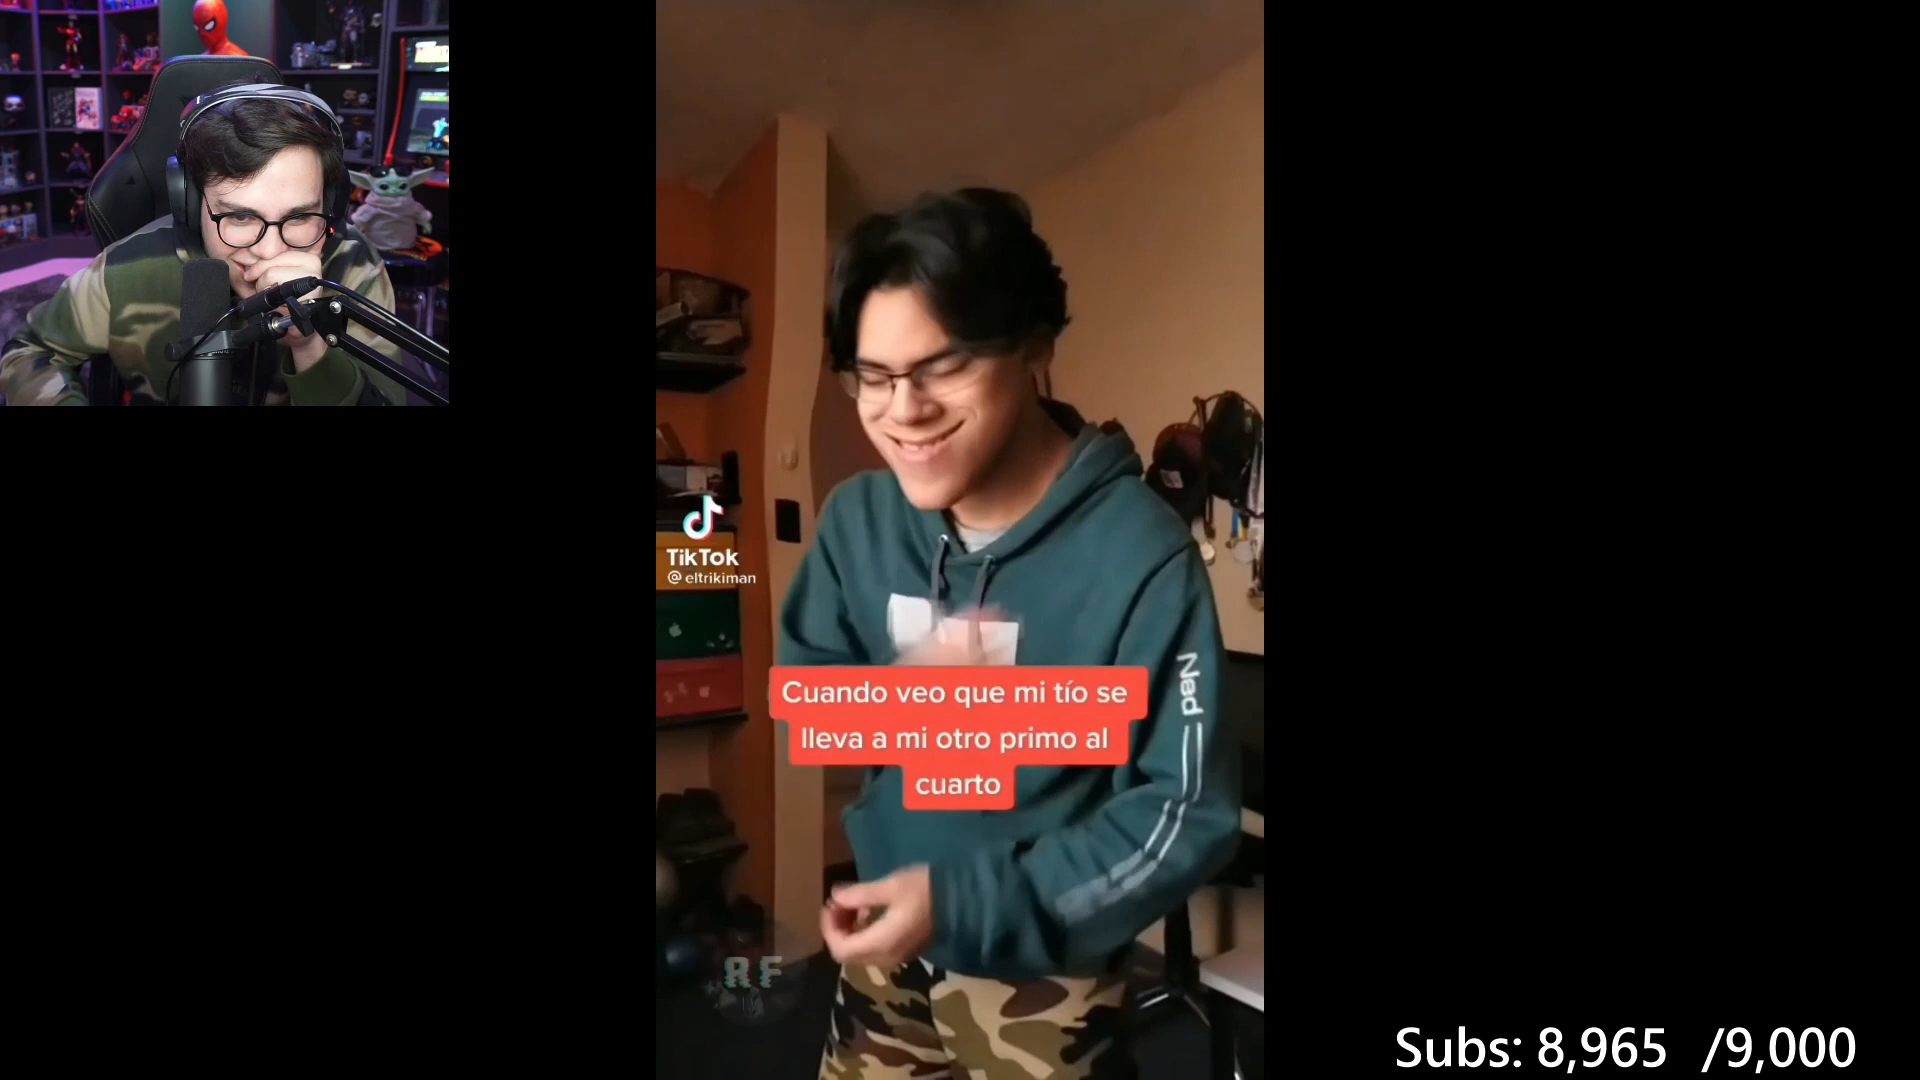 TikTok
@eltrikiman
Ned
Cuando veo que mi tío se
lleva a mi otro primo al
cuarto
RF
Subs: 8,965 /9,000